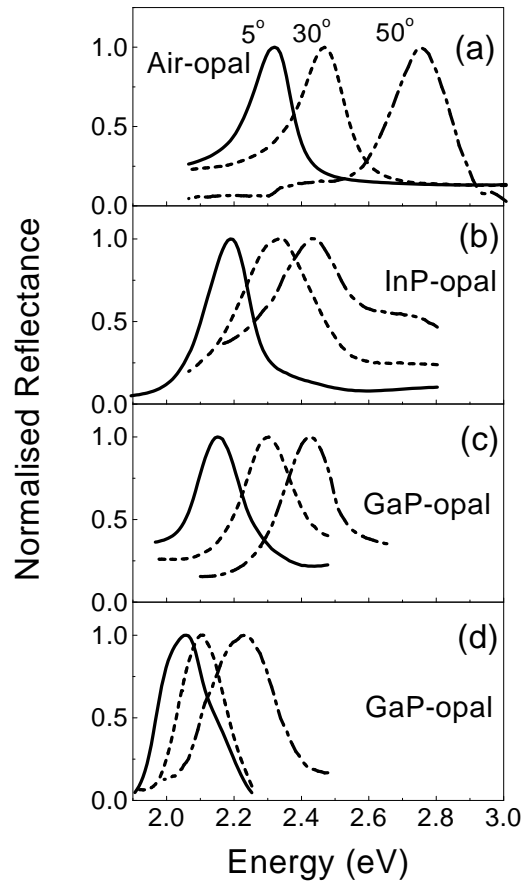 5° 30° 50°
(a)
Air-opal
1.0
0.5
0.0
(b)
InP-opal
1.0
0.5
0.0
(c)
GaP-opal
1.0
0.5
0.0
(d)
GaP-opal
1.0
0.5
0.0
2.0 2.2 2.4 2.6 2.8 3.0
Energy (eV)
Normalised Reflectance